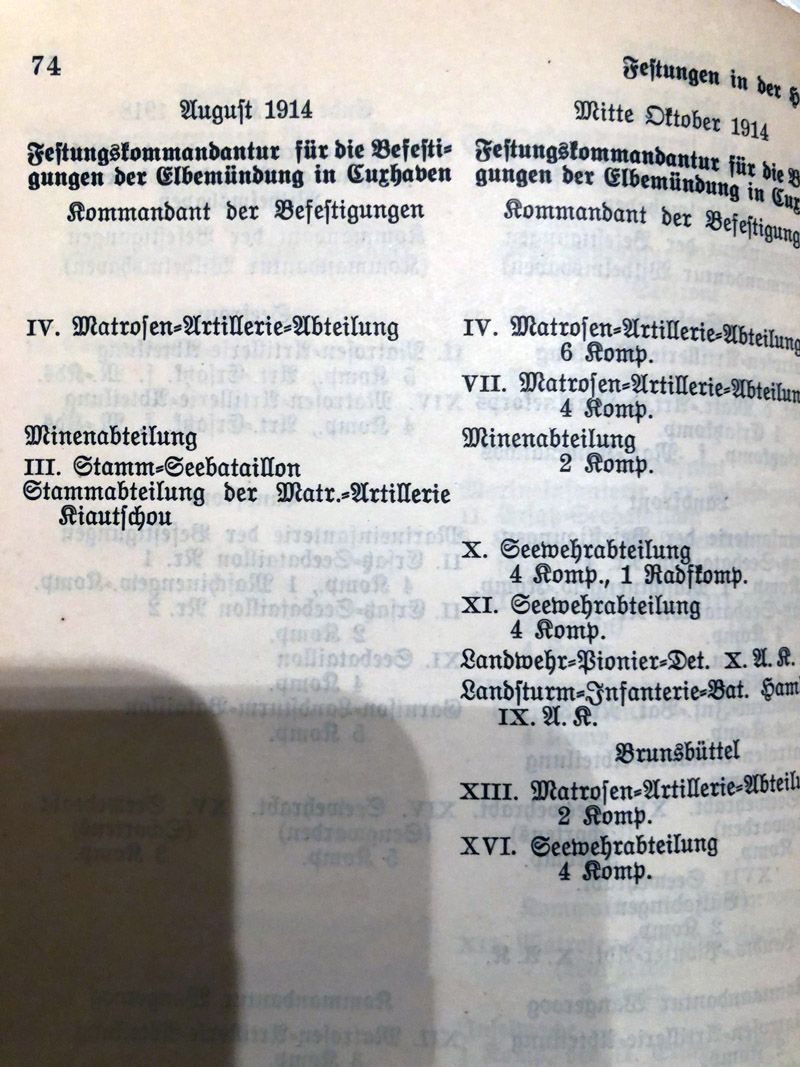 74
Festungen in der H
August 1914
Festungskommandantur für die Befesti-
gungen der Elbemündung in Cuxhaven
Kommandant der Befestigungen
IV. Matrosen-Artillerie-Abteilung
Minenabteilung
III. Stamm-Seebataillon
Stammabteilung der Matr.-Artillerie
Kiautschou
Mitte Oktober 1914
Festungskommandantur für die B
gungen der Elbemündung in Cux
Kommandant der Befestigung
IV. Matrosen-Artillerie-Abteilung
6 Komp.
VII. Matrosen-Artillerie-Abteilun
4 Komp.
Minenabteilung
2 Komp.
X. Seewehrabteilung
4 Komp., 1 Radfkomp.
XI. Seewehrabteilung
4 Komp.
Landwehr-Pionier-Det. X. A. K.
Landsturm-Infanterie-Bat. Ham
IX. A. K.
Brunsbüttel
XIII. Matrosen-Artillerie-Abteil
2 Komp.
XVI. Seewehrabteilung
4 Komp.